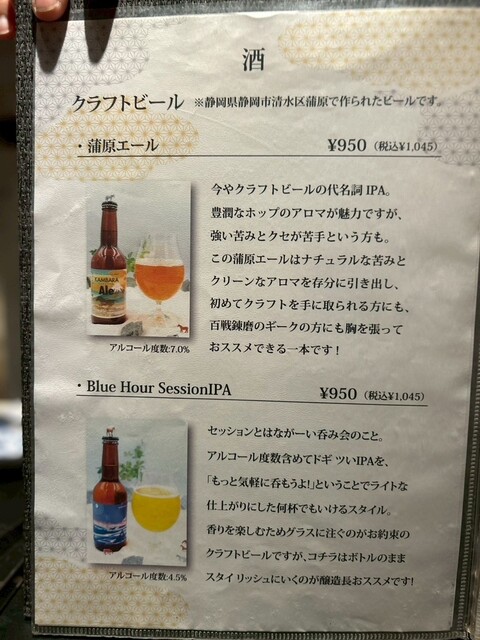 酒
クラフトビール ※静岡県静岡市清水区蒲原で作られたビールです。
・蒲原エール ¥950（税込¥1,045）
今やクラフトビールの代名詞 IPA。
豊潤なホップのアロマが魅力ですが、
強い苦みとクセが苦手という方も。
この蒲原エールはナチュラルな苦みと
クリーンなアロマを存分に引き出し、
初めてクラフトを手に取られる方にも、
百戦錬磨のギークの方にも胸を張って
おススメできる一本です！
KAMBARA
Ale
アルコール度数:7.0%
・Blue Hour SessionIPA ¥950（税込¥1,045）
セッションとはながーい呑み会のこと。
アルコール度数含めてドギ ツいIPAを、
「もっと気軽に呑もうよ!」ということでライトな
仕上がりにした何杯でもいけるスタイル。
香りを楽しむためグラスに注ぐのがお約束の
クラフトビールですが、コチラはボトルのまま
スタイ リッシュにいくのが醸造長おススメです!
アルコール度数:4.5%